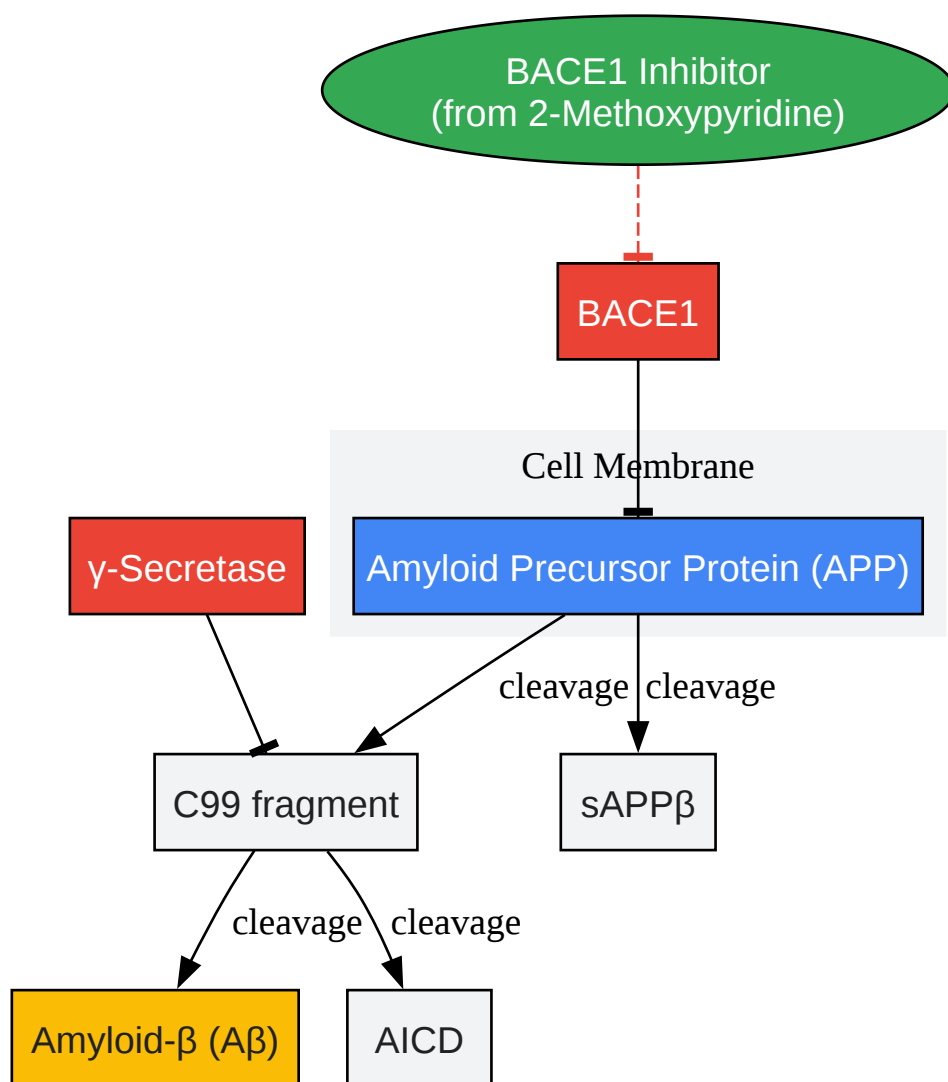 BACE1 Inhibitor
(from 2-Methoxypyridine)
BACE1
Cell Membrane
γ-Secretase
Amyloid Precursor Protein (APP)
cleavage
cleavage
C99 fragment
sAPPβ
cleavage
cleavage
Amyloid-β (Aβ)
AICD